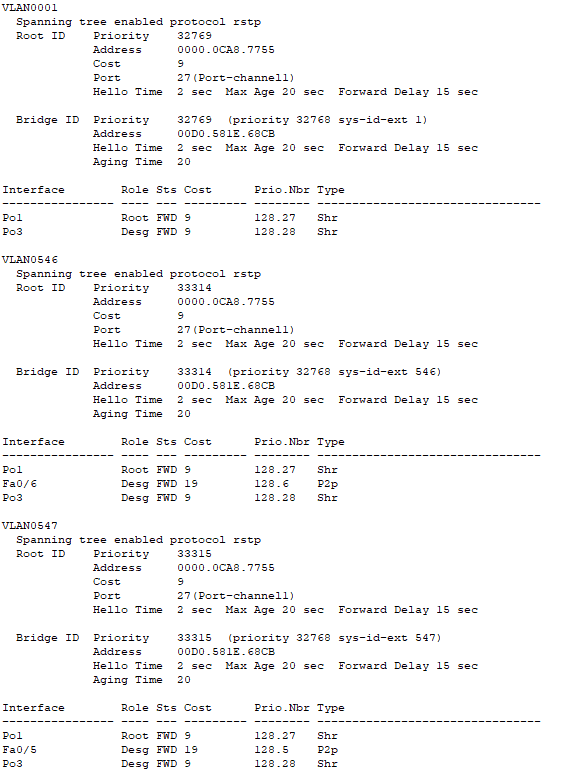 VLAN0001
  Spanning tree enabled protocol rstp
  Root ID    Priority    32769
             Address     0000.0CA8.7755
             Cost        9
             Port        27(Port-channel1)
             Hello Time  2 sec  Max Age 20 sec  Forward Delay 15 sec

  Bridge ID  Priority    32769  (priority 32768 sys-id-ext 1)
             Address     00D0.581E.68CB
             Hello Time  2 sec  Max Age 20 sec  Forward Delay 15 sec
             Aging Time  20

Interface        Role Sts Cost      Prio.Nbr Type
---------------- ---- --- --------- -------- --------------------------------
Po1              Root FWD 9         128.27   Shr
Po3              Desg FWD 9         128.28   Shr

VLAN0546
  Spanning tree enabled protocol rstp
  Root ID    Priority    33314
             Address     0000.0CA8.7755
             Cost        9
             Port        27(Port-channel1)
             Hello Time  2 sec  Max Age 20 sec  Forward Delay 15 sec

  Bridge ID  Priority    33314  (priority 32768 sys-id-ext 546)
             Address     00D0.581E.68CB
             Hello Time  2 sec  Max Age 20 sec  Forward Delay 15 sec
             Aging Time  20

Interface        Role Sts Cost      Prio.Nbr Type
---------------- ---- --- --------- -------- --------------------------------
Po1              Root FWD 9         128.27   Shr
Fa0/6            Desg FWD 19        128.6    P2p
Po3              Desg FWD 9         128.28   Shr

VLAN0547
  Spanning tree enabled protocol rstp
  Root ID    Priority    33315
             Address     0000.0CA8.7755
             Cost        9
             Port        27(Port-channel1)
             Hello Time  2 sec  Max Age 20 sec  Forward Delay 15 sec

  Bridge ID  Priority    33315  (priority 32768 sys-id-ext 547)
             Address     00D0.581E.68CB
             Hello Time  2 sec  Max Age 20 sec  Forward Delay 15 sec
             Aging Time  20

Interface        Role Sts Cost      Prio.Nbr Type
---------------- ---- --- --------- -------- --------------------------------
Po1              Root FWD 9         128.27   Shr
Fa0/5            Desg FWD 19        128.5    P2p
Po3              Desg FWD 9         128.28   Shr